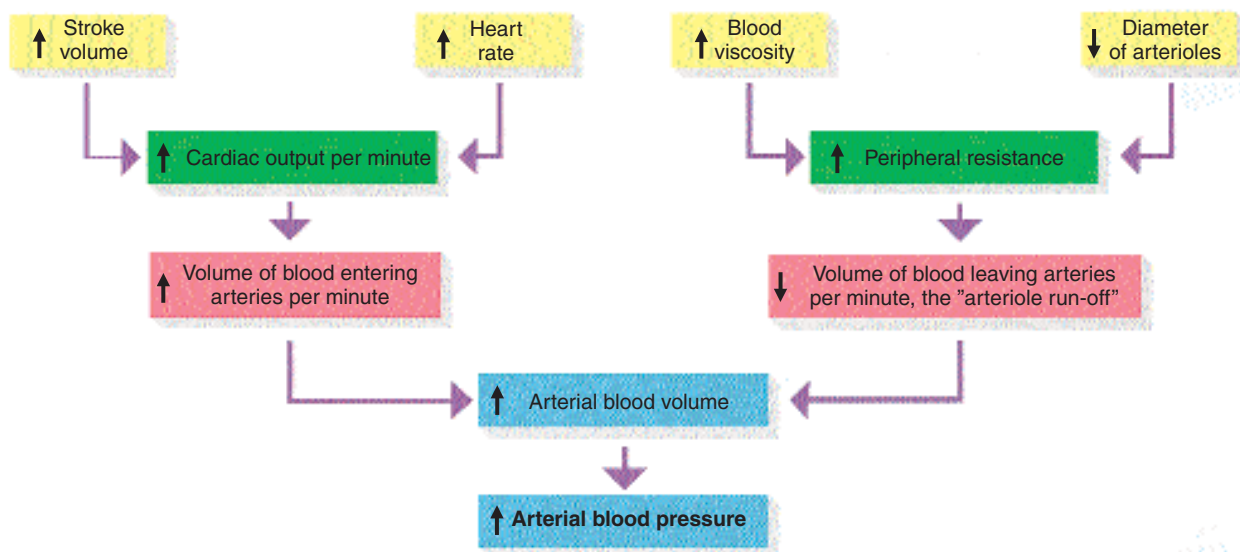 Stroke
volume
Heart
rate
Blood
viscosity
Diameter
of arterioles
Cardiac output per minute
Peripheral resistance
Volume of blood entering
arteries per minute
Volume of blood leaving arteries
per minute, the ”arteriole run-off”
Arterial blood volume
Arterial blood pressure